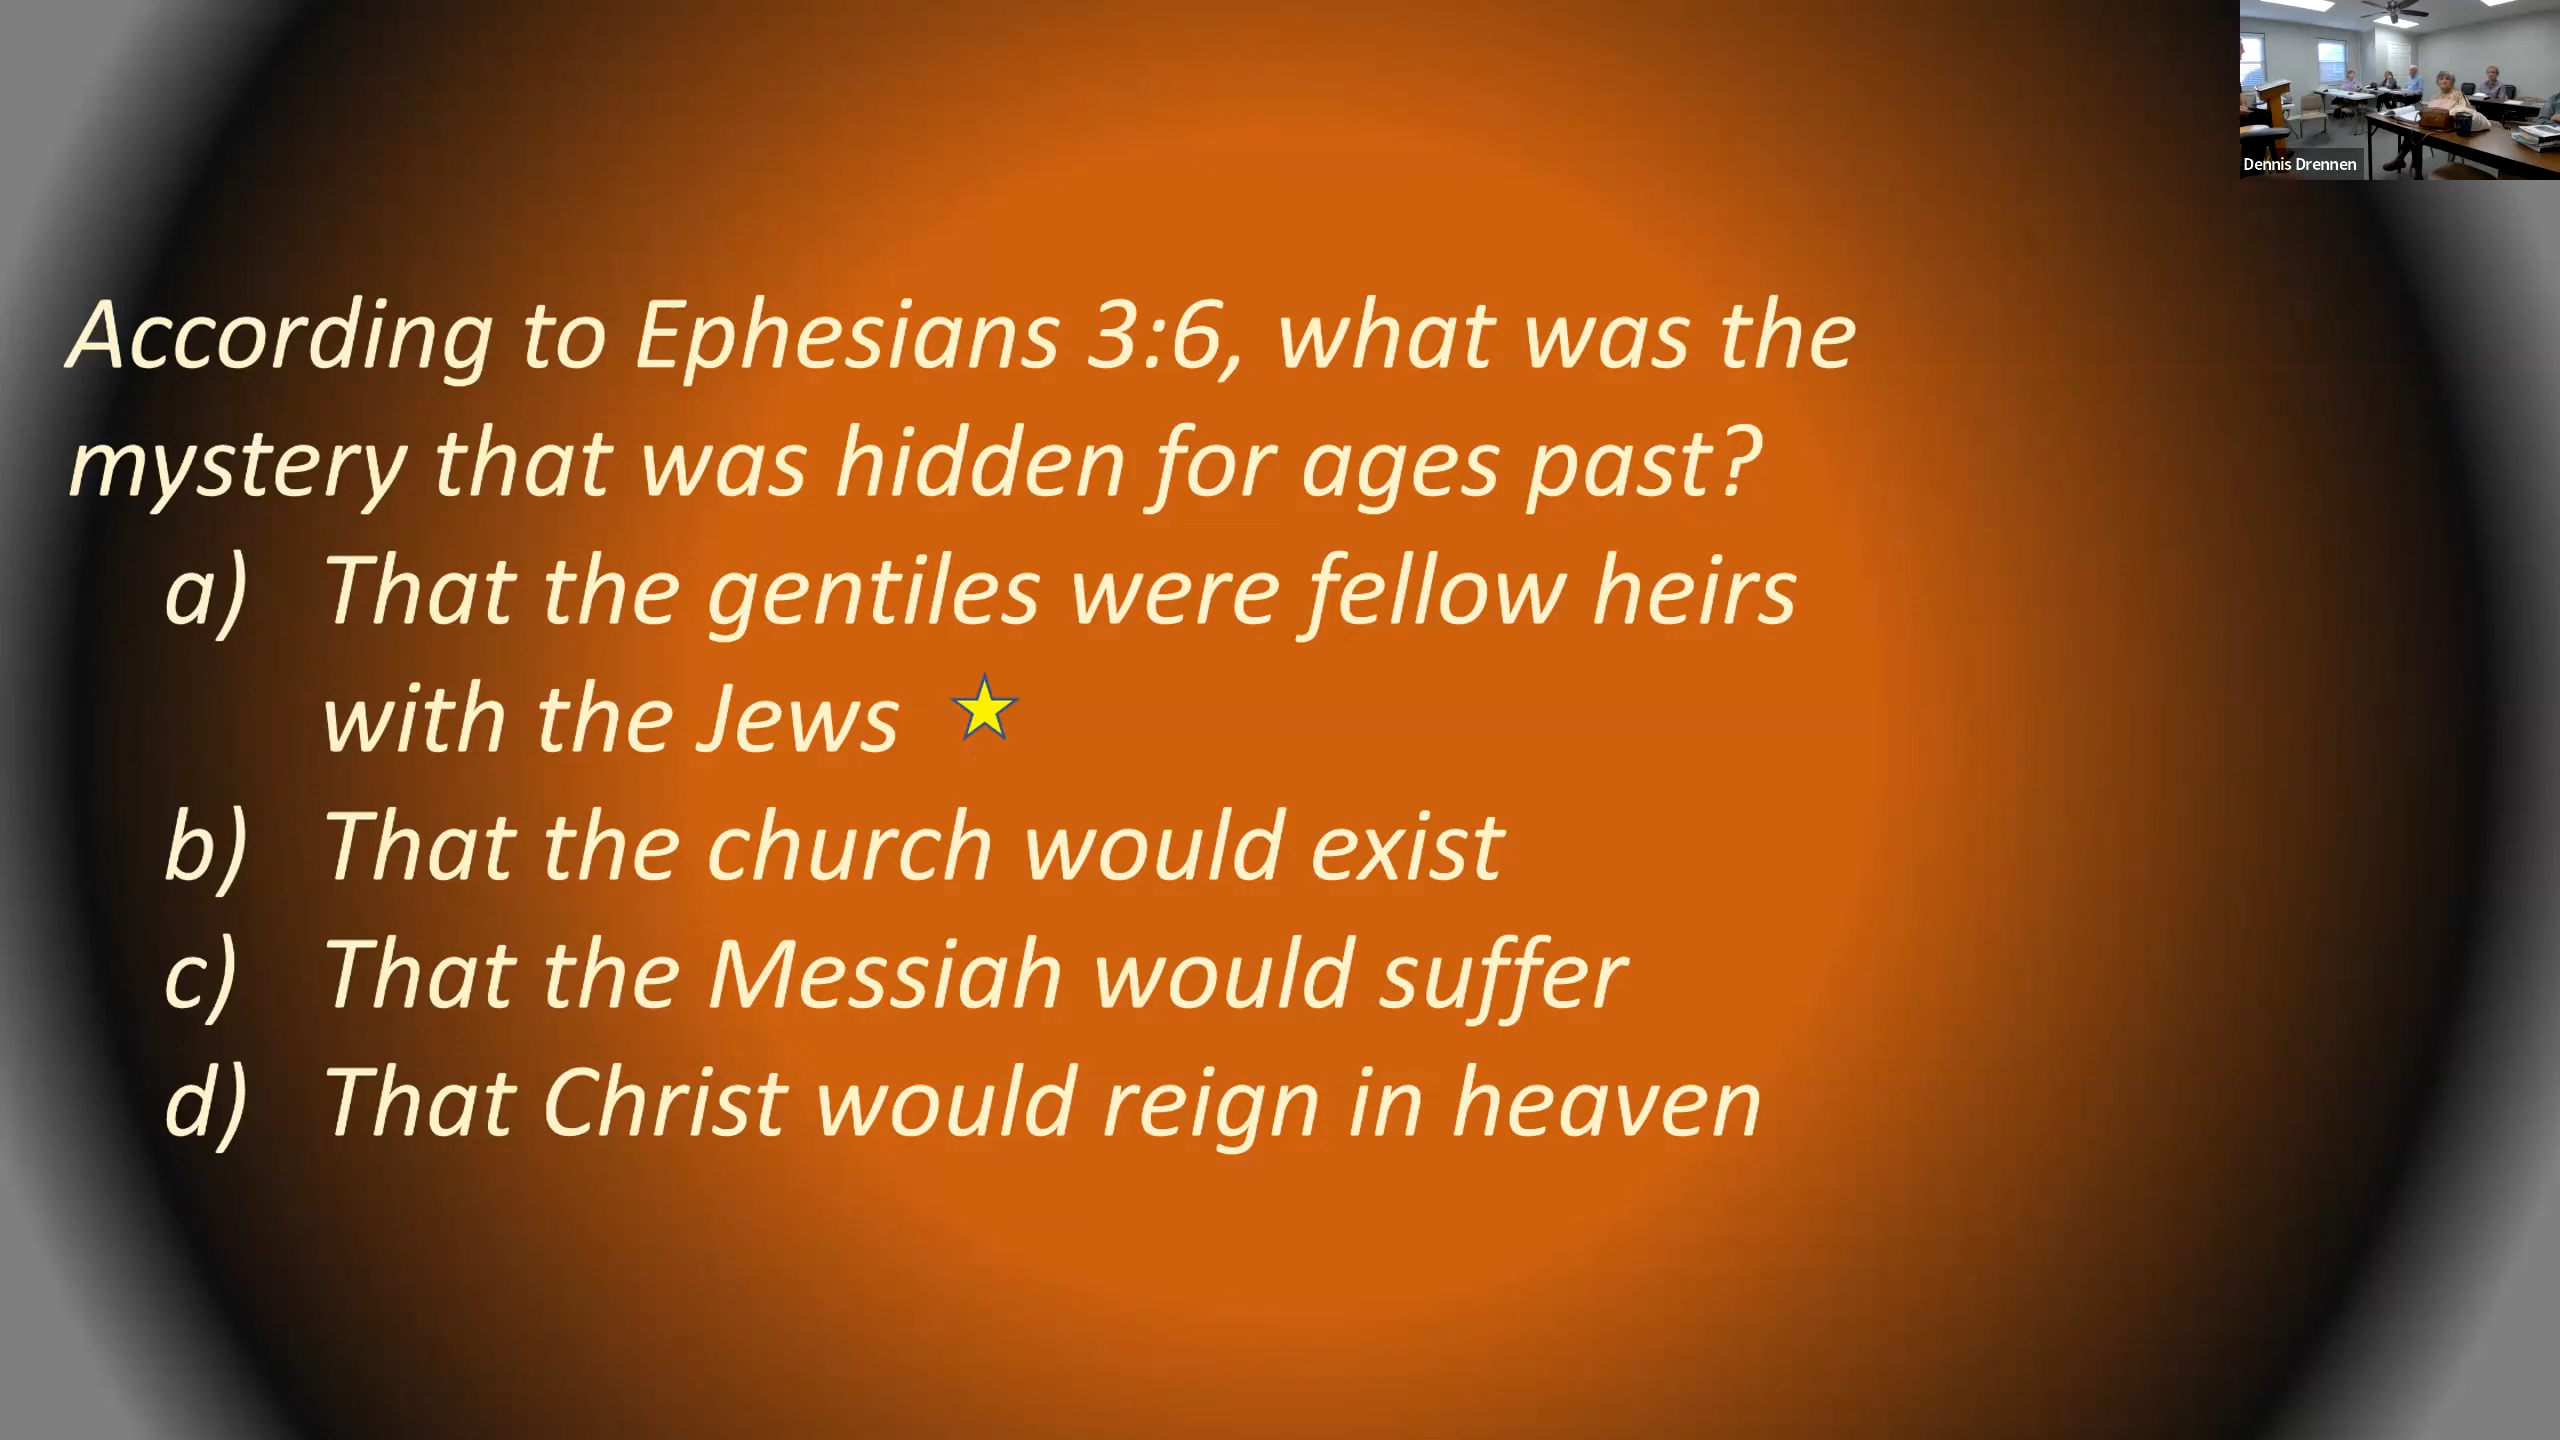 Dennis Drennen
According to Ephesians 3:6, what was the
mystery that was hidden for ages past?
a) That the gentiles were fellow heirs
with the Jews
b) That the church would exist
c) That the Messiah would suffer
d) That Christ would reign in heaven